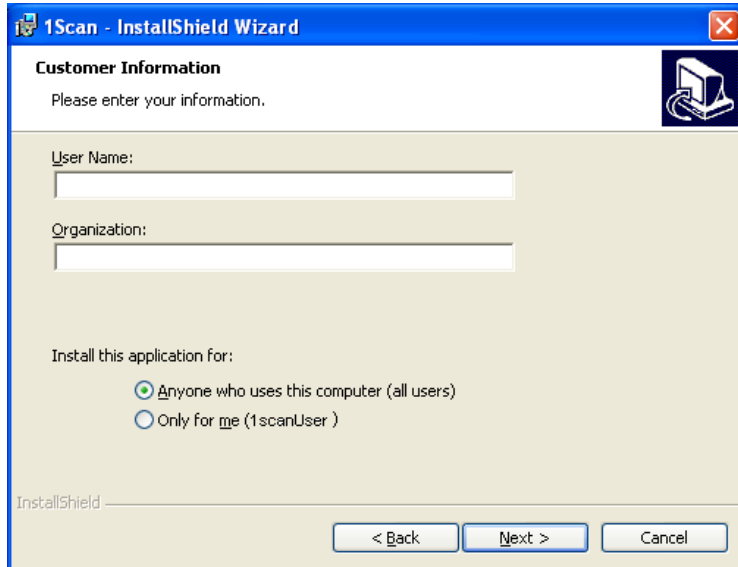 1Scan - InstallShield Wizard
Customer Information
Please enter your information.
User Name:
Organization:
Install this application for:
Anyone who uses this computer (all users)
Only for me (1scanUser )
InstallShield
< Back
Next >
Cancel